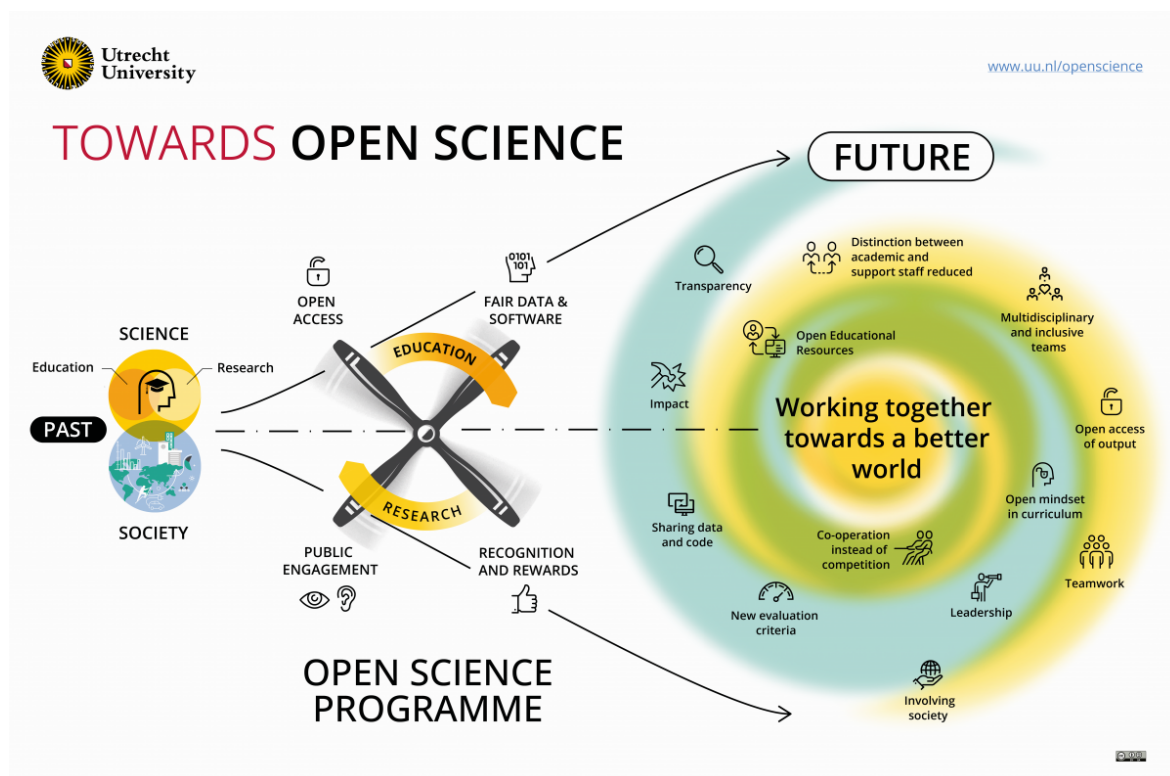 Utrecht
University
www.uu.nl/openscience
TOWARDS OPEN SCIENCE
FUTURE
OPEN
ACCESS
0101
101
FAIR DATA &
SOFTWARE
SCIENCE
Education
Research
PAST
SOCIETY
EDUCATION
RESEARCH
PUBLIC
ENGAGEMENT
RECOGNITION
AND REWARDS
OPEN SCIENCE
PROGRAMME
Transparency
Distinction between
academic and
support staff reduced
Multidisciplinary
and inclusive
teams
Open Educational
Resources
Impact
Working together
towards a better
world
Open access
of output
Open mindset
in curriculum
Sharing data
and code
Co-operation
instead of
competition
Teamwork
New evaluation
criteria
Leadership
Involving
society